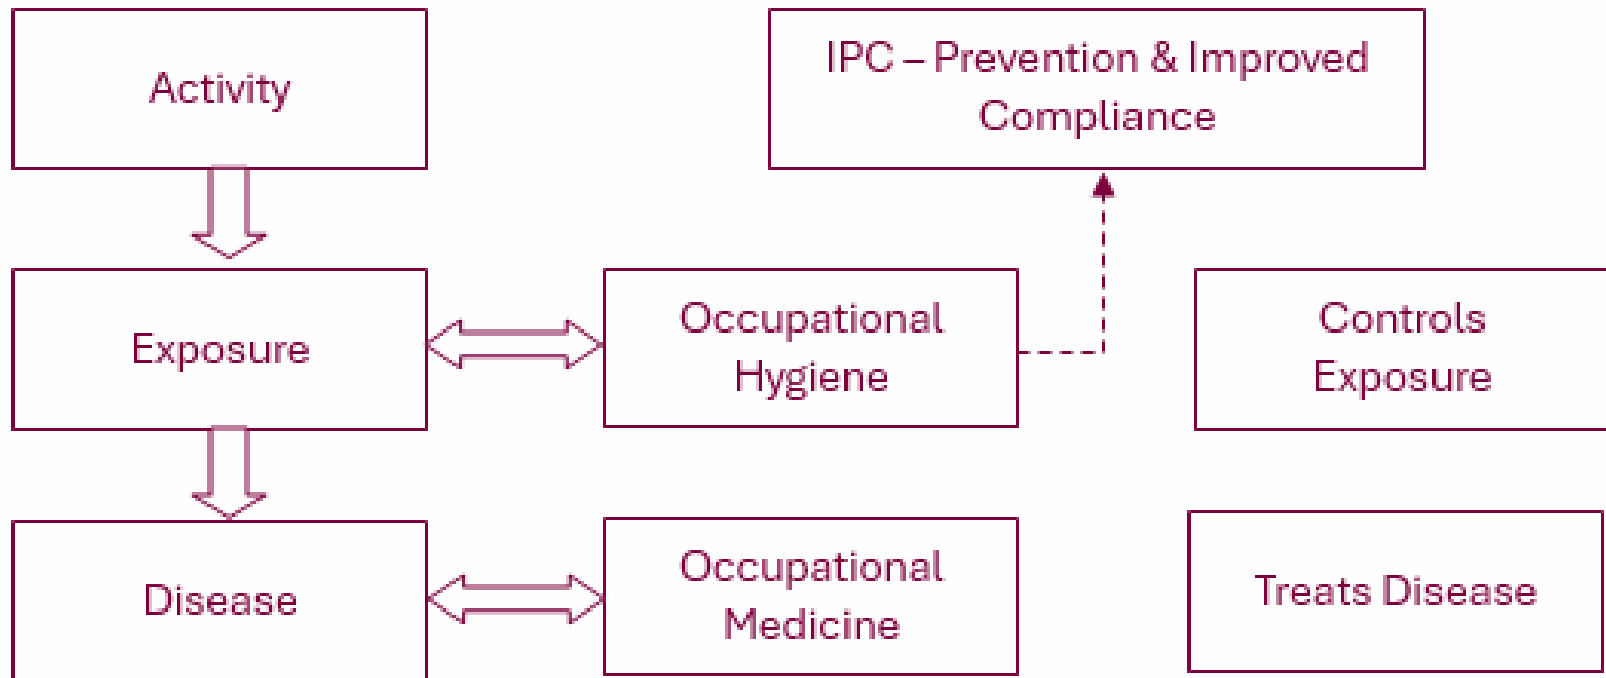 Activity
IPC – Prevention & Improved
Compliance
Exposure
Occupational
Hygiene
Controls
Exposure
Disease
Occupational
Medicine
Treats Disease